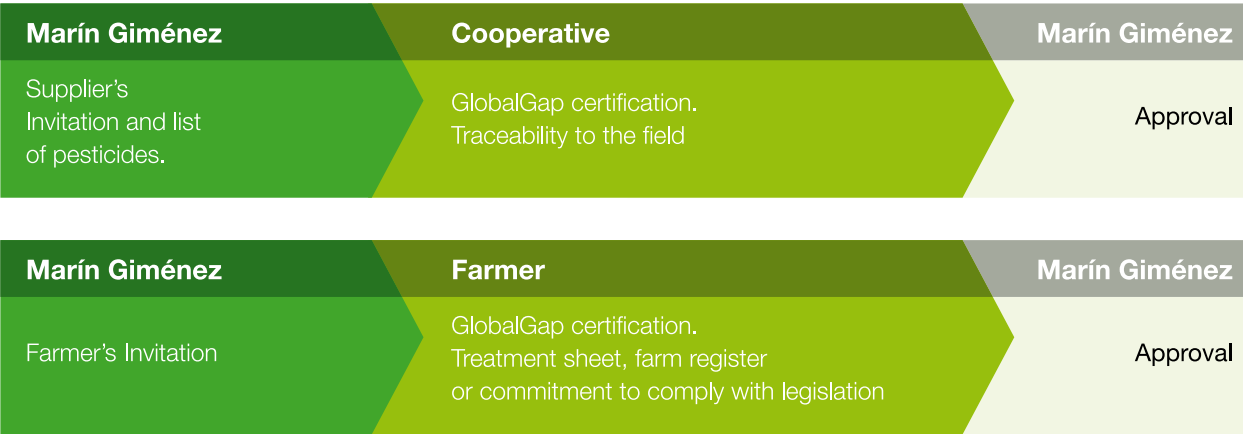 Marín Giménez
Cooperative
Marín Giménez
Supplier’s
Invitation and list
of pesticides.
GlobalGap certification.
Traceability to the field
Approval
Marín Giménez
Farmer
Marín Giménez
Farmer’s Invitation
GlobalGap certification.
Treatment sheet, farm register
or commitment to comply with legislation
Approval